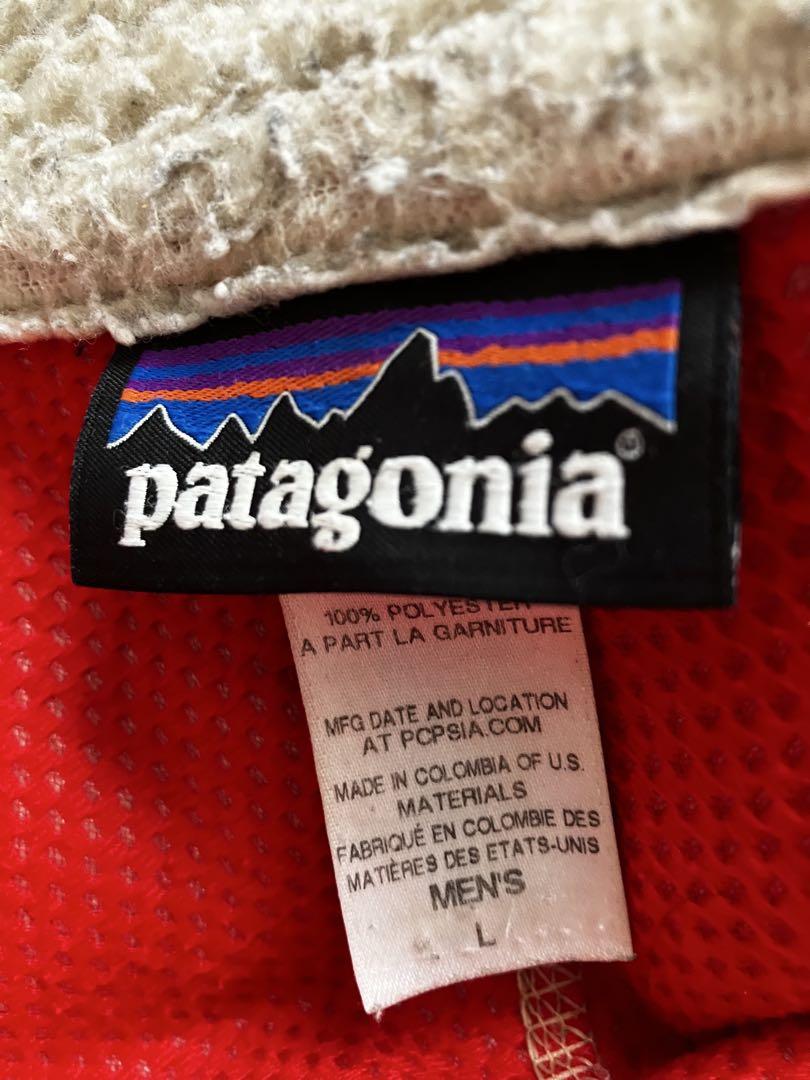 patagonia®
100% POLYESTER
A PART LA GARNITURE
MFG DATE AND LOCATION
AT PCPSIA.COM
MADE IN COLOMBIA OF U.S.
MATERIALS
FABRIQUÉ EN COLOMBIE DES
MATIÈRES DES ETATS-UNIS
MEN'S
L